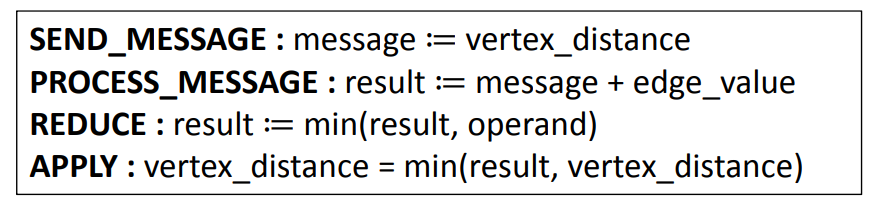 SEND_MESSAGE : message ≔ vertex_distance
PROCESS_MESSAGE : result ≔ message + edge_value
REDUCE : result ≔ min(result, operand)
APPLY : vertex_distance = min(result, vertex_distance)